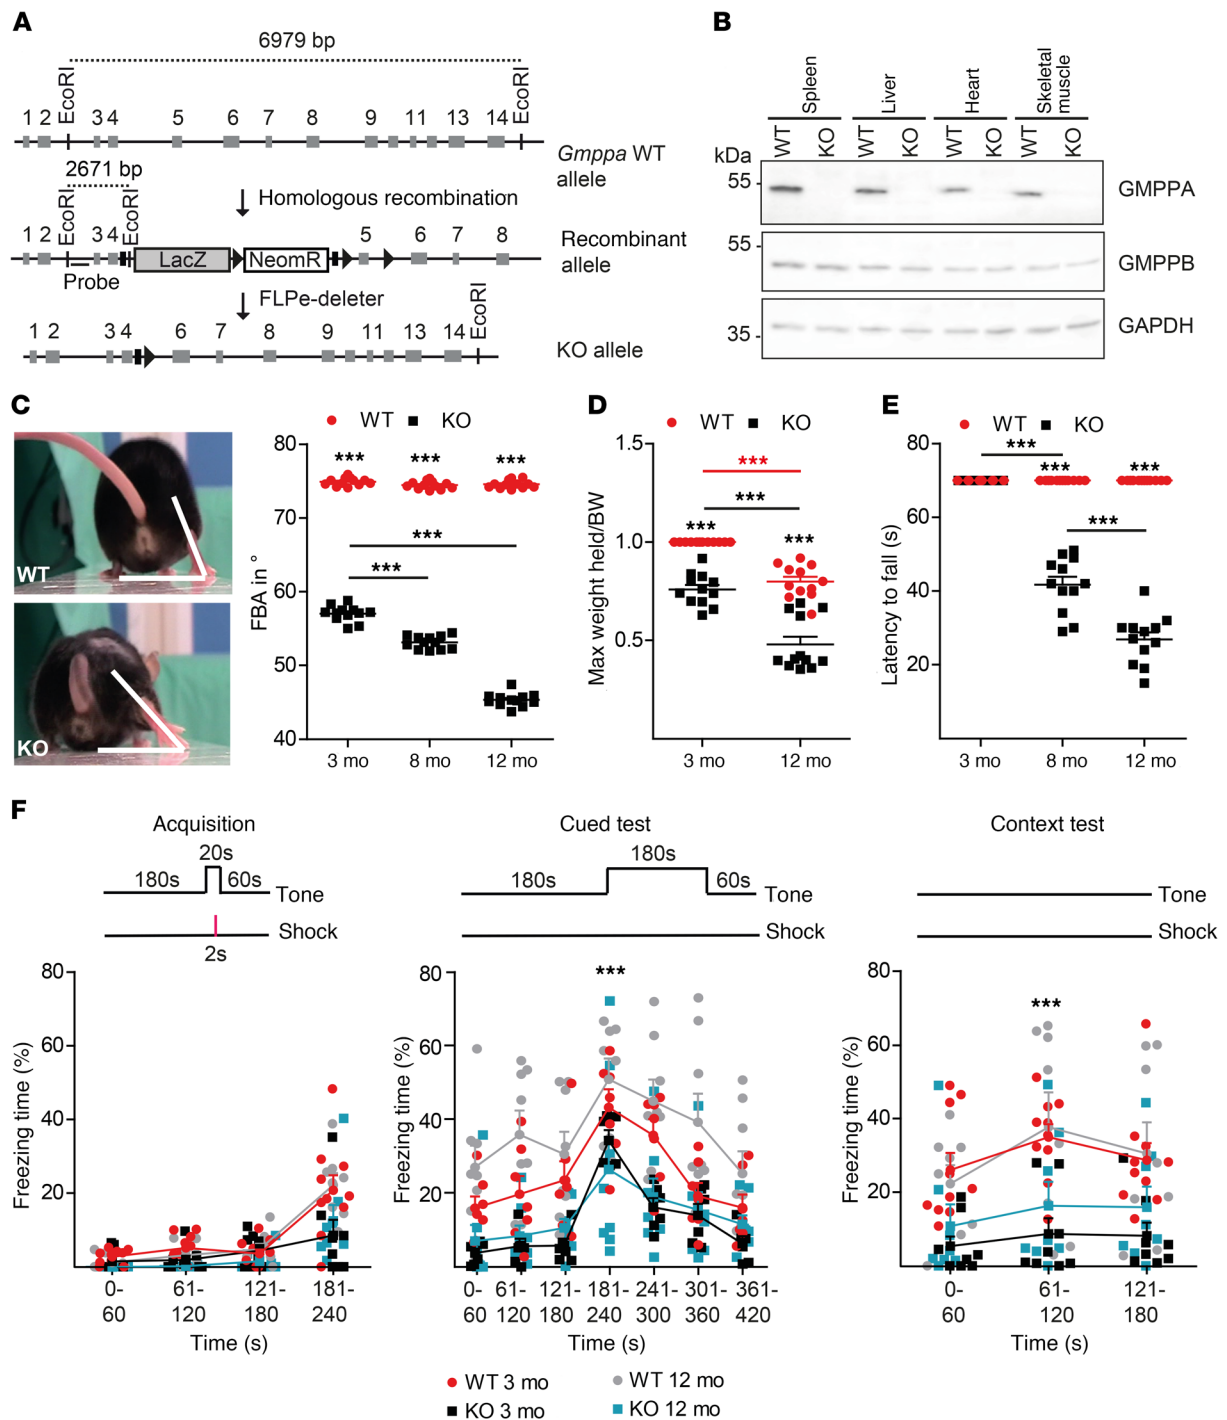 A
6979 bp
EcoRI
EcoRI
1 2 3 4 5 6 7 8 9 11 13 14
Gmppa WT
allele
2671 bp
EcoRI
EcoRI
Homologous recombination
1 2 3 4 5 6 7 8
LacZ
NeomR
Probe
Recombinant
allele
FLPe-deleter
EcoRI
1 2 3 4 6 7 8 9 11 13 14
KO allele
B
Spleen
Liver
Heart
Skeletal
muscle
kDa
WT KO WT KO WT KO WT KO
55
GMPPA
55
GMPPB
35
GAPDH
C
WT
KO
WT KO
FBA in °
80
70
60
50
40
***
***
***
***
***
3 mo 8 mo 12 mo
D
WT KO
Max weight held/BW
1.5
1.0
0.5
***
***
***
***
3 mo 12 mo
E
WT KO
Latency to fall (s)
80
60
40
20
***
***
***
***
3 mo 8 mo 12 mo
F
Acquisition
20s
180s 60s
Tone
Shock
2s
Freezing time (%)
80
60
40
20
0-
60
61-
120
121-
180
181-
240
Time (s)
Cued test
180s
180s 60s
Tone
Shock
***
Freezing time (%)
80
60
40
20
0-
60
61-
120
121-
180
181-
240
241-
300
301-
360
361-
420
Time (s)
Context test
Tone
Shock
***
Freezing time (%)
80
60
40
20
0-
60
61-
120
121-
180
Time (s)
WT 3 mo WT 12 mo
KO 3 mo KO 12 mo